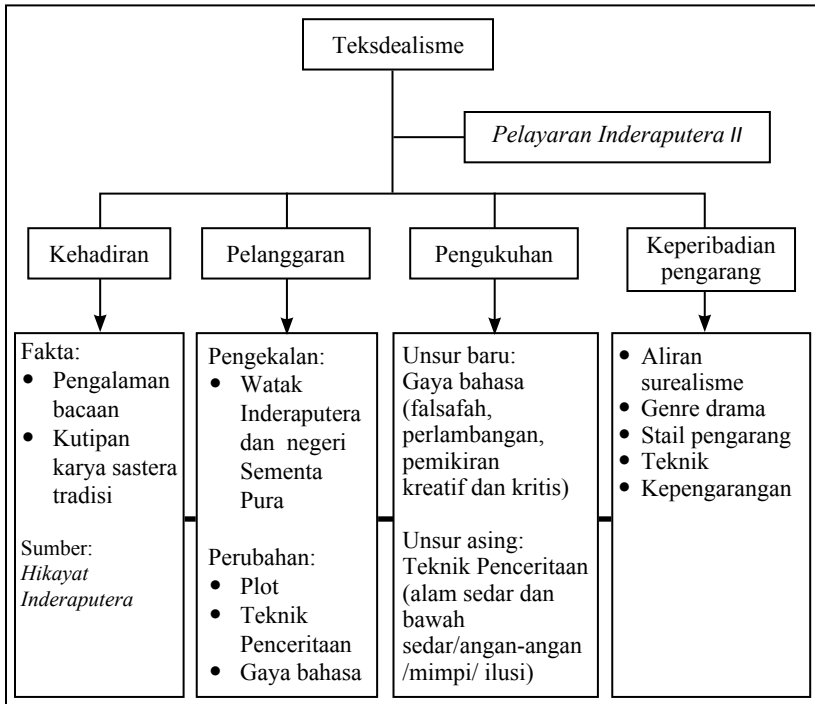 Teksdealisme
Pelayaran Inderaputera II
Kehadiran
Pelanggaran
Pengukuhan
Keperibadian
pengarang
Fakta:
• Pengalaman
bacaan
• Kutipan
karya sastera
tradisi
Sumber:
Hikayat
Inderaputera
Pengekalan:
• Watak
Inderaputera
dan negeri
Sementa
Pura
Perubahan:
• Plot
• Teknik
Penceritaan
• Gaya bahasa
Unsur baru:
Gaya bahasa
(falsafah,
perlambangan,
pemikiran
kreatif dan kritis)
Unsur asing:
Teknik Penceritaan
(alam sedar dan
bawah
sedar/angan-angan
/mimpi/ ilusi)
• Aliran
surealisme
• Genre drama
• Stail pengarang
• Teknik
• Kepengarangan